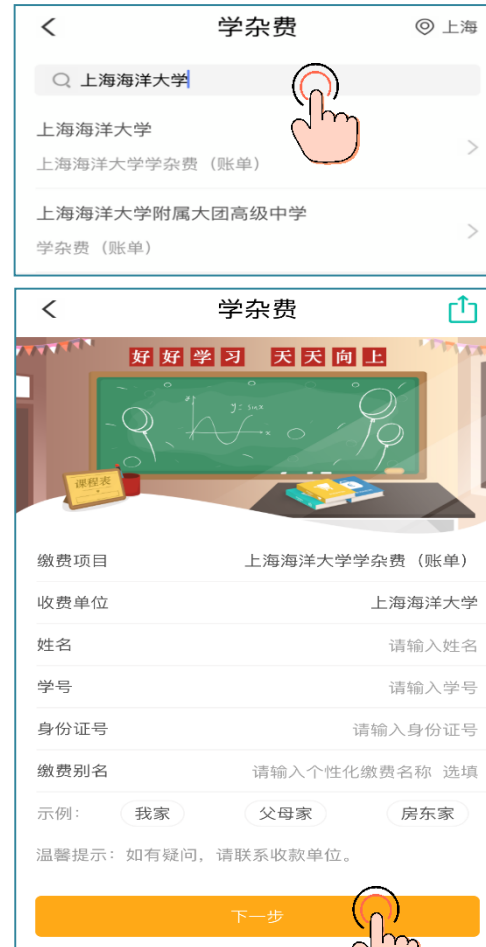 学杂费
上海
上海海洋大学
上海海洋大学
上海海洋大学学杂费（账单）
上海海洋大学附属大团高级中学
学杂费（账单）
学杂费
好好学习 天天向上
y=sinx
课程表
缴费项目 上海海洋大学学杂费（账单）
收费单位 上海海洋大学
姓名 请输入姓名
学号 请输入学号
身份证号 请输入身份证号
缴费别名 请输入个性化缴费名称 选填
示例: 我家 父母家 房东家
温馨提示: 如有疑问, 请联系收款单位。
下一步